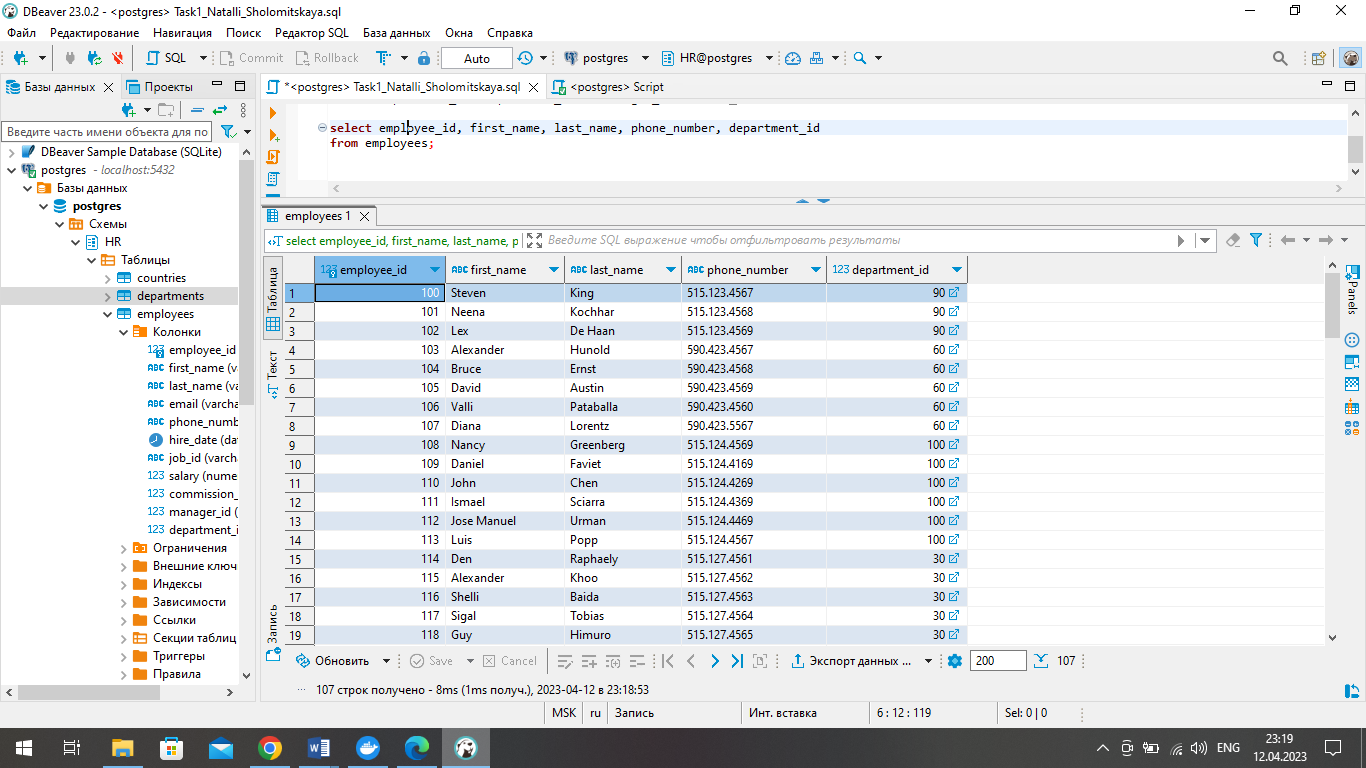 DBeaver 23.0.2 - <postgres> Task1_Natalli_Sholomitskaya.sql
Файл Редактирование Навигация Поиск Редактор SQL База данных Окна Справка
SQL Commit Rollback Auto postgres HR@postgres
Базы данных Проекты *<postgres> Task1_Natalli_Sholomitskaya.sql <postgres> Script
Введите часть имени объекта для по
DBeaver Sample Database (SQLite)
postgres - localhost:5432
Базы данных
postgres
Схемы
HR
Таблицы
countries
departments
employees
Колонки
employee_id
first_name (va
last_name (va
email (varcha
phone_numb
hire_date (da
job_id (varch
salary (nume
commission_
manager_id (
department_i
Ограничения
Внешние ключ
Индексы
Зависимости
Ссылки
Секции таблиц
Триггеры
Правила
select employee_id, first_name, last_name, phone_number, department_id
from employees;
employees 1
select employee_id, first_name, last_name, p Введите SQL выражение чтобы отфильтровать результаты
Таблица
Текст
Запись
Panels
123 employee_id ABC first_name ABC last_name ABC phone_number 123 department_id
1 100 Steven King 515.123.4567 90
2 101 Neena Kochhar 515.123.4568 90
3 102 Lex De Haan 515.123.4569 90
4 103 Alexander Hunold 590.423.4567 60
5 104 Bruce Ernst 590.423.4568 60
6 105 David Austin 590.423.4569 60
7 106 Valli Pataballa 590.423.4560 60
8 107 Diana Lorentz 590.423.5567 60
9 108 Nancy Greenberg 515.124.4569 100
10 109 Daniel Faviet 515.124.4169 100
11 110 John Chen 515.124.4269 100
12 111 Ismael Sciarra 515.124.4369 100
13 112 Jose Manuel Urman 515.124.4469 100
14 113 Luis Popp 515.124.4567 100
15 114 Den Raphaely 515.127.4561 30
16 115 Alexander Khoo 515.127.4562 30
17 116 Shelli Baida 515.127.4563 30
18 117 Sigal Tobias 515.127.4564 30
19 118 Guy Himuro 515.127.4565 30
Обновить Save Cancel Экспорт данных ... 200 107
107 строк получено - 8ms (1ms получ.), 2023-04-12 в 23:18:53
MSK ru Запись Инт. вставка 6 : 12 : 119 Sel: 0 | 0
ENG 23:19
12.04.2023